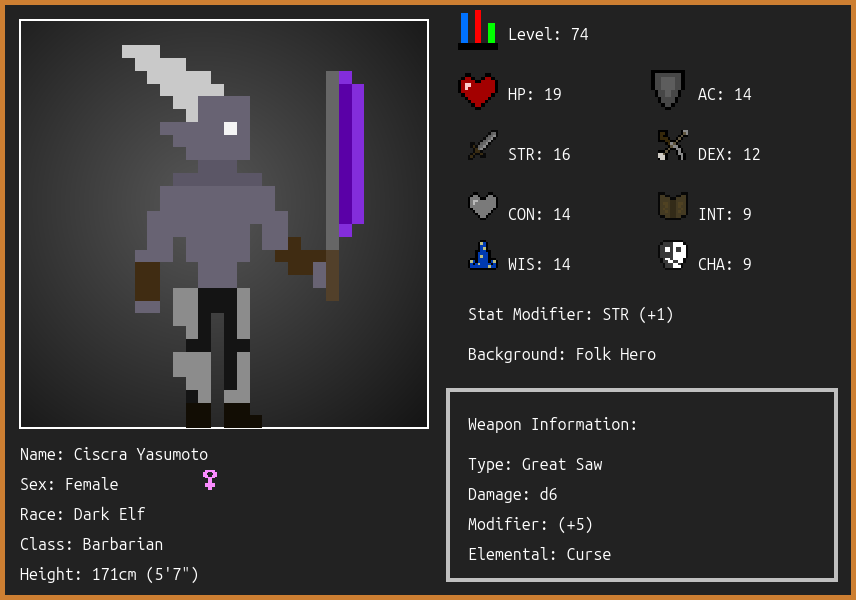 Level: 74
HP: 19
AC: 14
STR: 16
DEX: 12
CON: 14
INT: 9
WIS: 14
CHA: 9
Stat Modifier: STR (+1)
Background: Folk Hero
Weapon Information:
Type: Great Saw
Damage: d6
Modifier: (+5)
Elemental: Curse
Name: Ciscra Yasumoto
Sex: Female
Race: Dark Elf
Class: Barbarian
Height: 171cm (5'7")